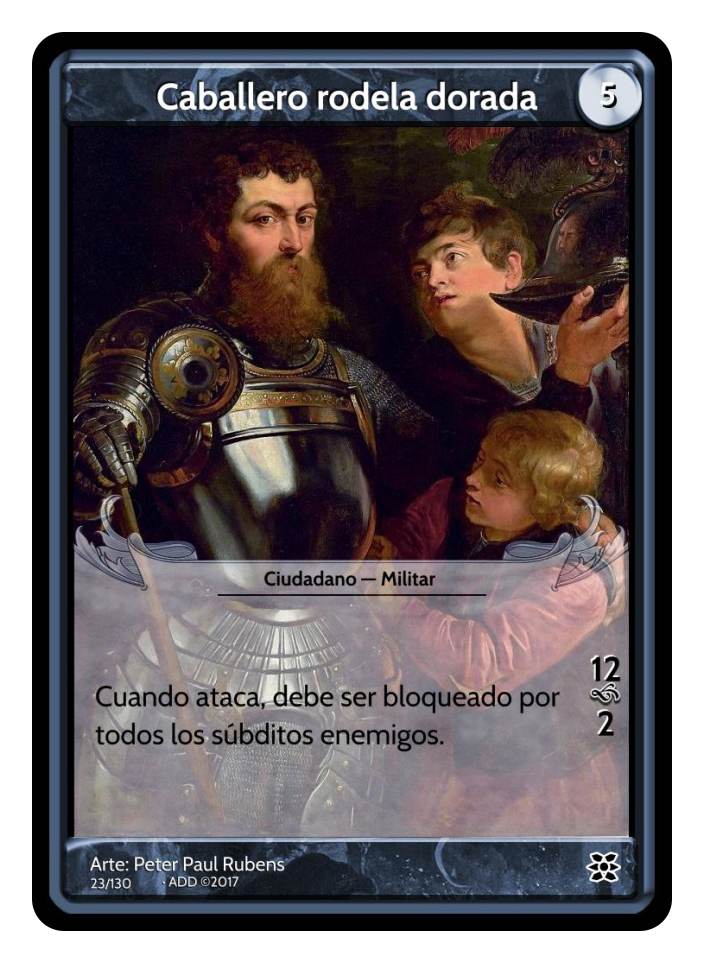 Caballero rodela dorada
5
Ciudadano — Militar
Cuando ataca, debe ser bloqueado por
todos los súbditos enemigos.
12
2
Arte: Peter Paul Rubens
23/130 · ADD ©2017